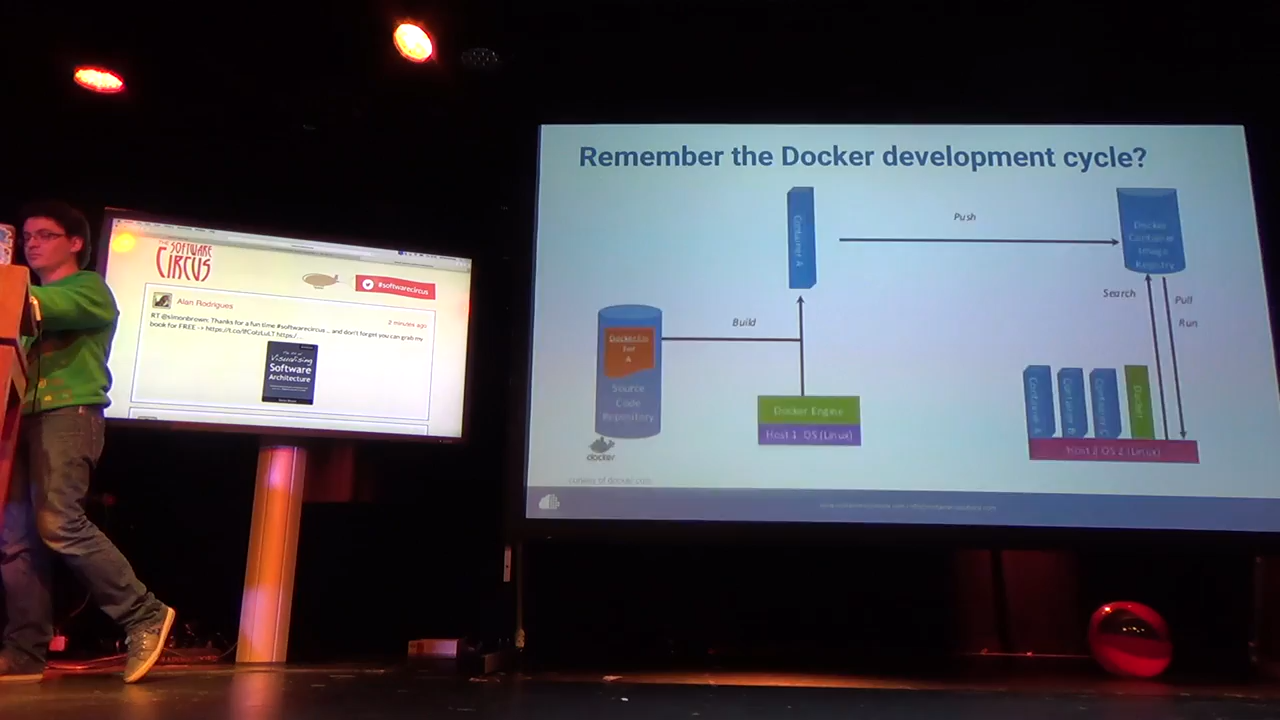 THE
SOFTWARE
CIRCUS
#softwarecircus
Alan Rodrigues
2 minutes ago
RT @simonbrown: Thanks for a fun time #softwarecircus .. and don't forget you can grab my
book for FREE ->
Visualising
Software
Architecture
Remember the Docker development cycle?
Container A
Push
Docker
Container
Image
Registry
Search
Pull
Run
Build
Dockerfile
For
A
Source
Code
Repository
docker
courtesy of docker.com
Docker Engine
Host 1 OS (Linux)
Container A
Container B
Container C
Docker
Host 2 OS 2 (Linux)